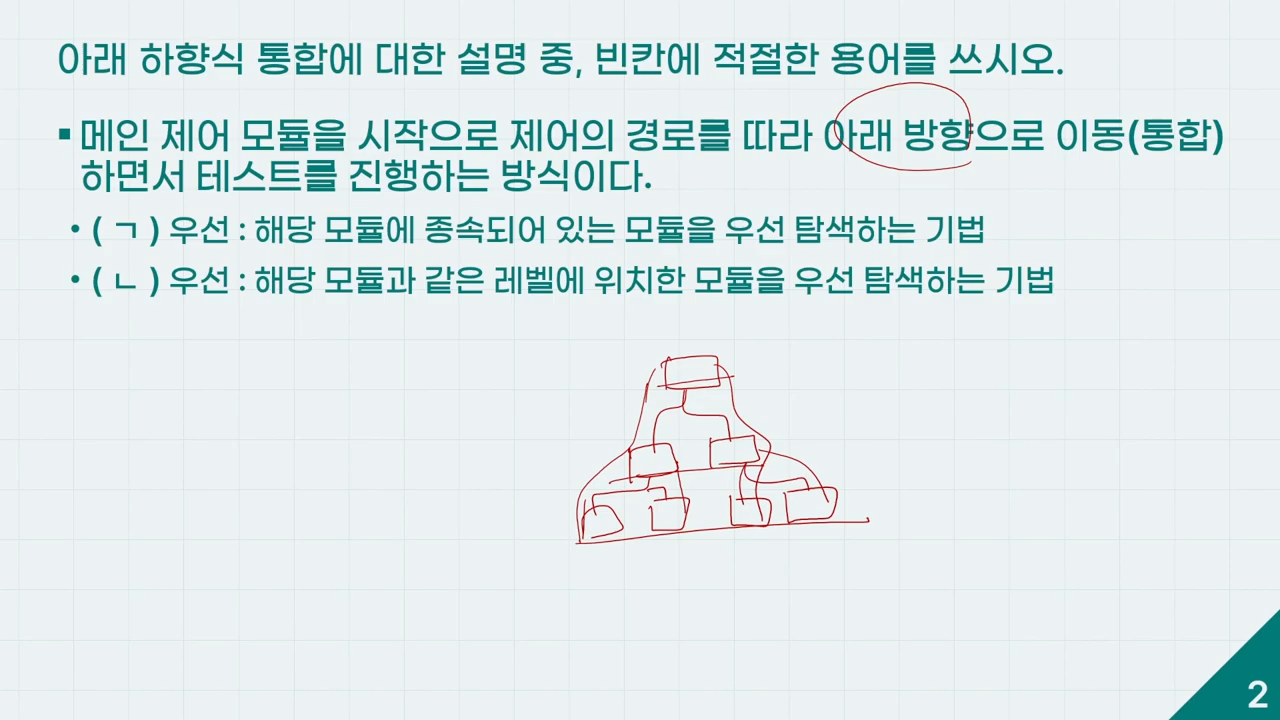 아래 하향식 통합에 대한 설명 중, 빈칸에 적절한 용어를 쓰시오.
▪ 메인 제어 모듈을 시작으로 제어의 경로를 따라 아래 방향으로 이동(통합)
하면서 테스트를 진행하는 방식이다.
• ( ㄱ ) 우선 : 해당 모듈에 종속되어 있는 모듈을 우선 탐색하는 기법
• ( ㄴ ) 우선 : 해당 모듈과 같은 레벨에 위치한 모듈을 우선 탐색하는 기법
2